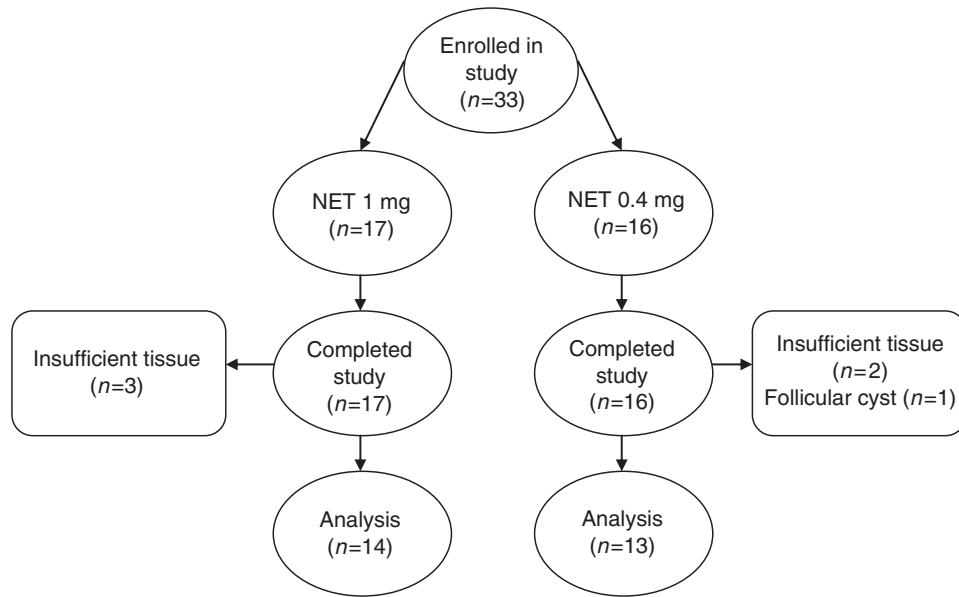 Enrolled in
study
(n=33)
NET 1 mg
(n=17)
NET 0.4 mg
(n=16)
Insufficient tissue
(n=3)
Completed
study
(n=17)
Completed
study
(n=16)
Insufficient tissue
(n=2)
Follicular cyst (n=1)
Analysis
(n=14)
Analysis
(n=13)